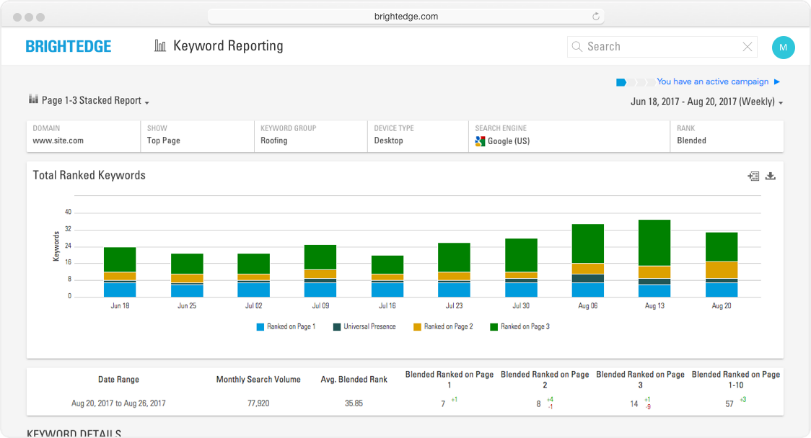 brightedge.com
BRIGHTEDGE
Keyword Reporting
Search
M
You have an active campaign
Page 1-3 Stacked Report
Jun 18, 2017 - Aug 20, 2017 (Weekly)
DOMAIN SHOW KEYWORD GROUP DEVICE TYPE SEARCH ENGINE RANK
www.site.com Top Page Roofing Desktop Google (US) Blended
Total Ranked Keywords
Keywords
40
32
24
16
8
0
Jun 18 Jun 25 Jul 02 Jul 09 Jul 16 Jul 23 Jul 30 Aug 06 Aug 13 Aug 20
Ranked on Page 1 Universal Presence Ranked on Page 2 Ranked on Page 3
Date Range Monthly Search Volume Avg. Blended Rank Blended Ranked on Page 1 Blended Ranked on Page 2 Blended Ranked on Page 3 Blended Ranked on Page 1-10
Aug 20, 2017 to Aug 26, 2017 77,920 35.85 7 +1 8 +4 -1 14 +1 -9 57 +3
KEYWORD DETAILS